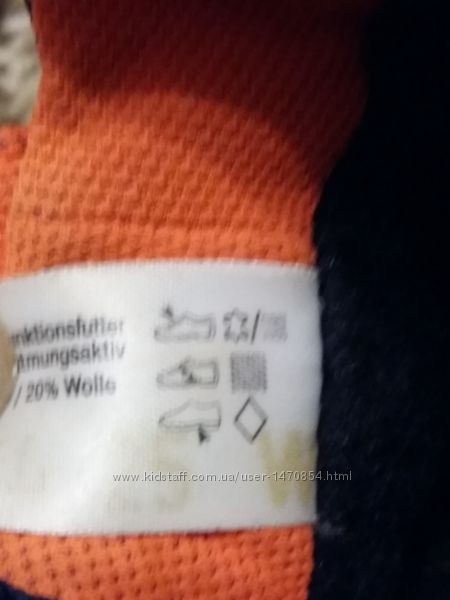 nktionsfutter
tmungsaktiv
/ 20% Wolle
www.kidstaff.com.ua/user-1470854.html